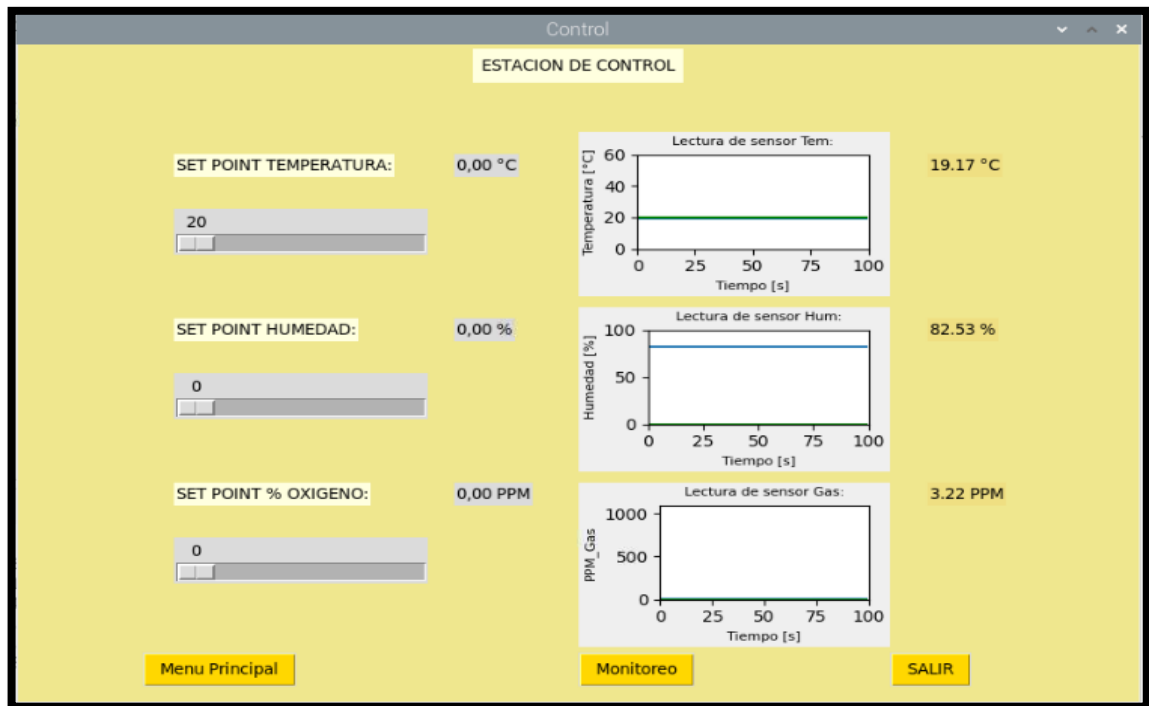 Control
ESTACION DE CONTROL
SET POINT TEMPERATURA:
0,00 °C
20
Lectura de sensor Tem:
Temperatura [°C]
60
40
20
0
0 25 50 75 100
Tiempo [s]
19.17 °C
SET POINT HUMEDAD:
0,00 %
0
Lectura de sensor Hum:
Humedad [%]
100
50
0
0 25 50 75 100
Tiempo [s]
82.53 %
SET POINT % OXIGENO:
0,00 PPM
0
Lectura de sensor Gas:
PPM_Gas
1000
500
0
0 25 50 75 100
Tiempo [s]
3.22 PPM
Menu Principal
Monitoreo
SALIR